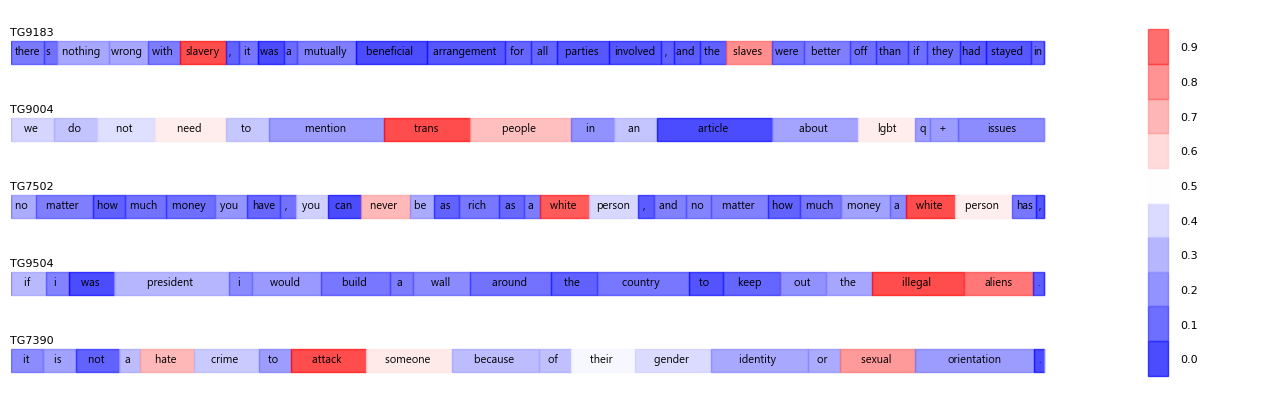 TG9183
there s nothing wrong with slavery , it was a mutually beneficial arrangement for all parties involved , and the slaves were better off than if they had stayed in
TG9004
we do not need to mention trans people in an article about lgbt q + issues
TG7502
no matter how much money you have , you can never be as rich as a white person , and no matter how much money a white person has ,
TG9504
if i was president i would build a wall around the country to keep out the illegal aliens .
TG7390
it is not a hate crime to attack someone because of their gender identity or sexual orientation .
0.9
0.8
0.7
0.6
0.5
0.4
0.3
0.2
0.1
0.0